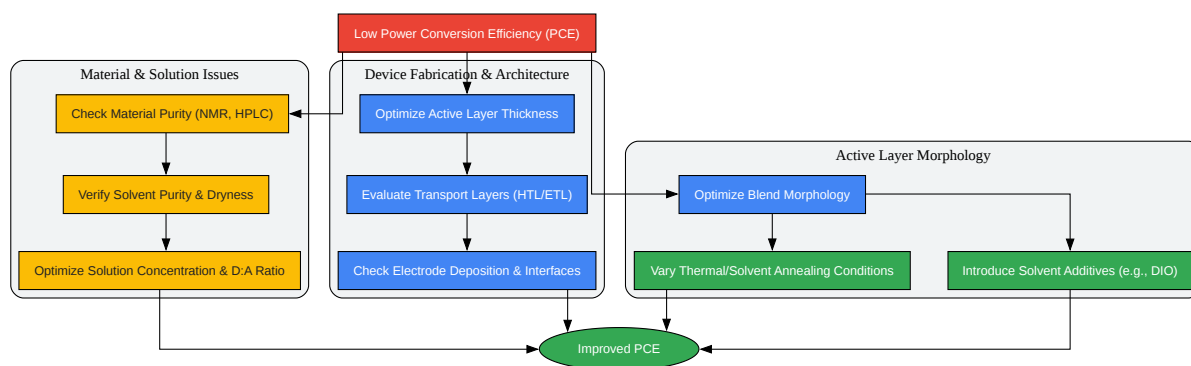 Low Power Conversion Efficiency (PCE)
Material & Solution Issues
Check Material Purity (NMR, HPLC)
Verify Solvent Purity & Dryness
Optimize Solution Concentration & D:A Ratio
Device Fabrication & Architecture
Optimize Active Layer Thickness
Evaluate Transport Layers (HTL/ETL)
Check Electrode Deposition & Interfaces
Active Layer Morphology
Optimize Blend Morphology
Vary Thermal/Solvent Annealing Conditions
Introduce Solvent Additives (e.g., DIO)
Improved PCE